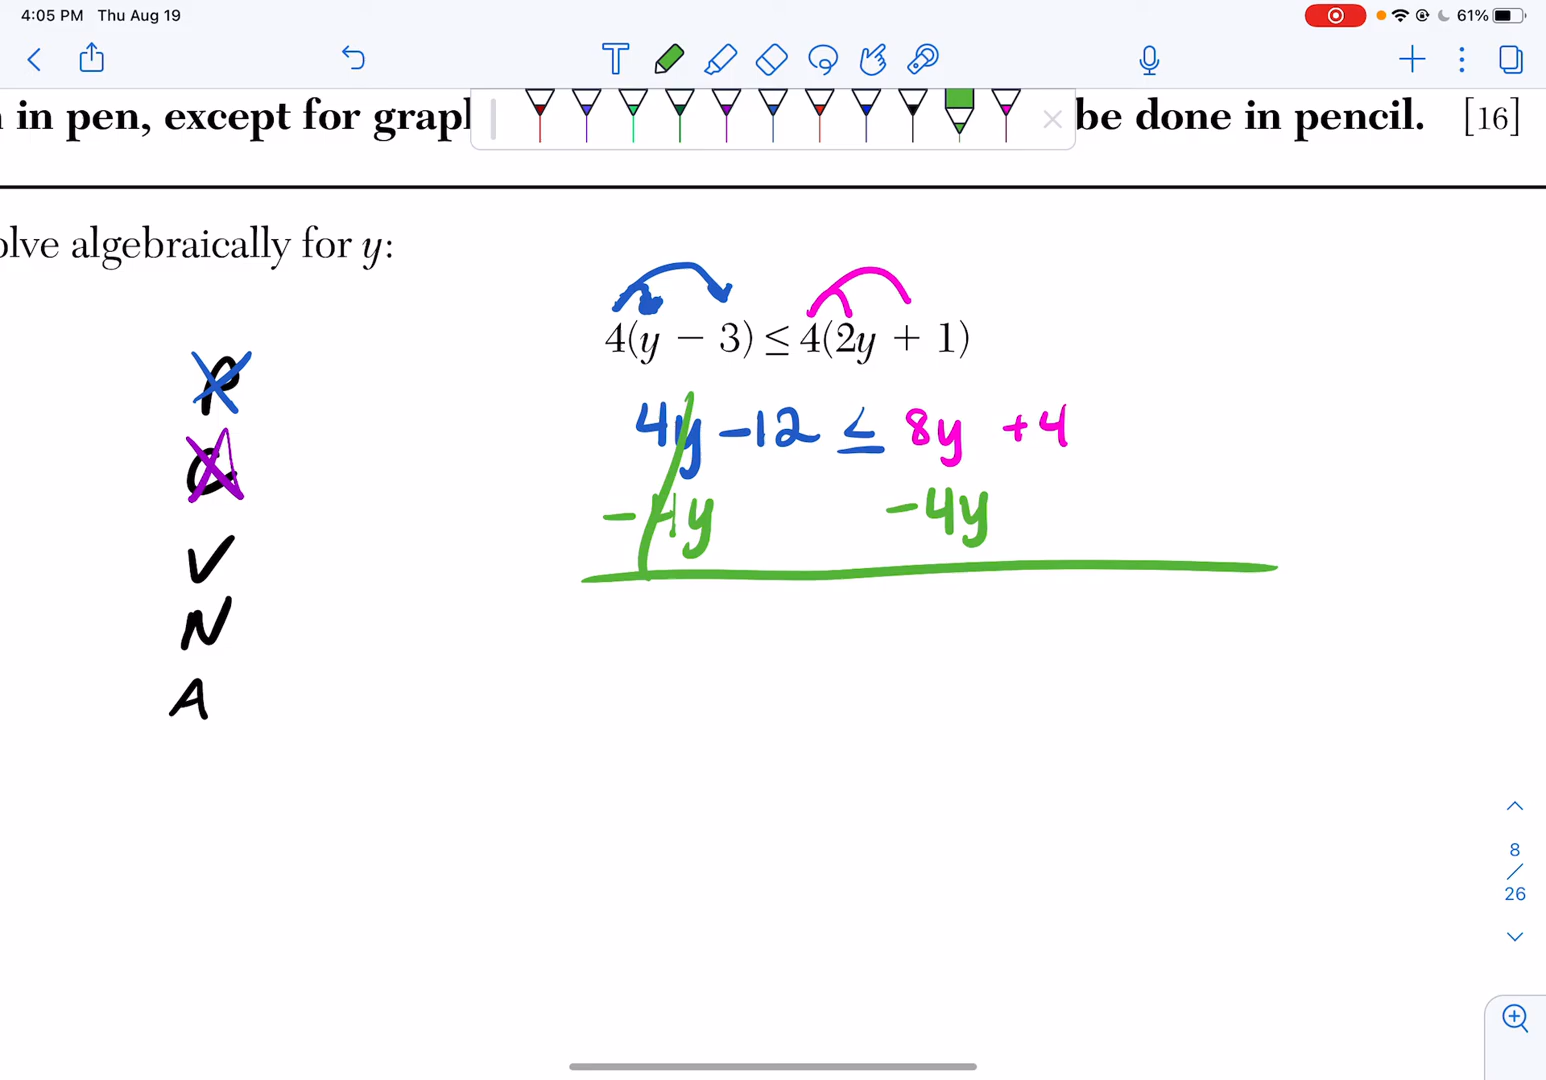 4:05 PM Thu Aug 19
61%
in pen, except for grap
be done in pencil. [16]
olve algebraically for y:
4(y − 3) ≤ 4(2y + 1)
P
4y −12 ≤ 8y +4
C
−4y −4y
V
N
A
8
/
26